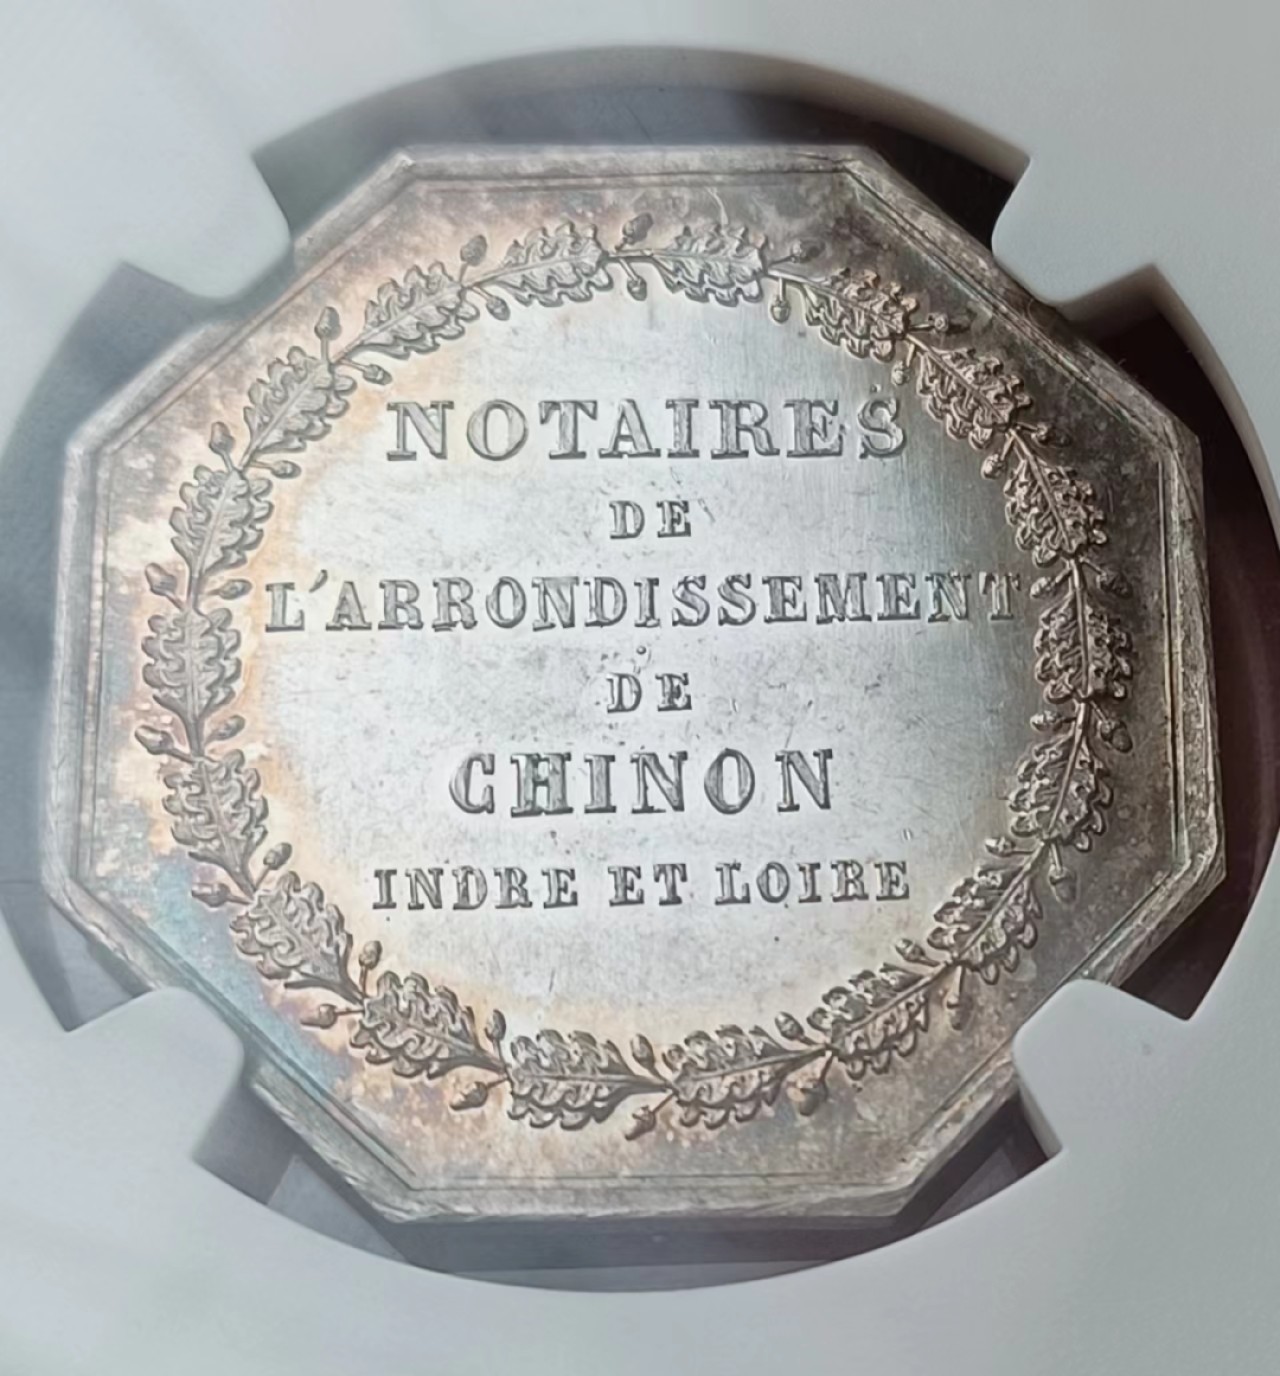 NOTAIRES
DE
L'ARRONDISSEMENT
DE
CHINON
INDRE ET LOIRE